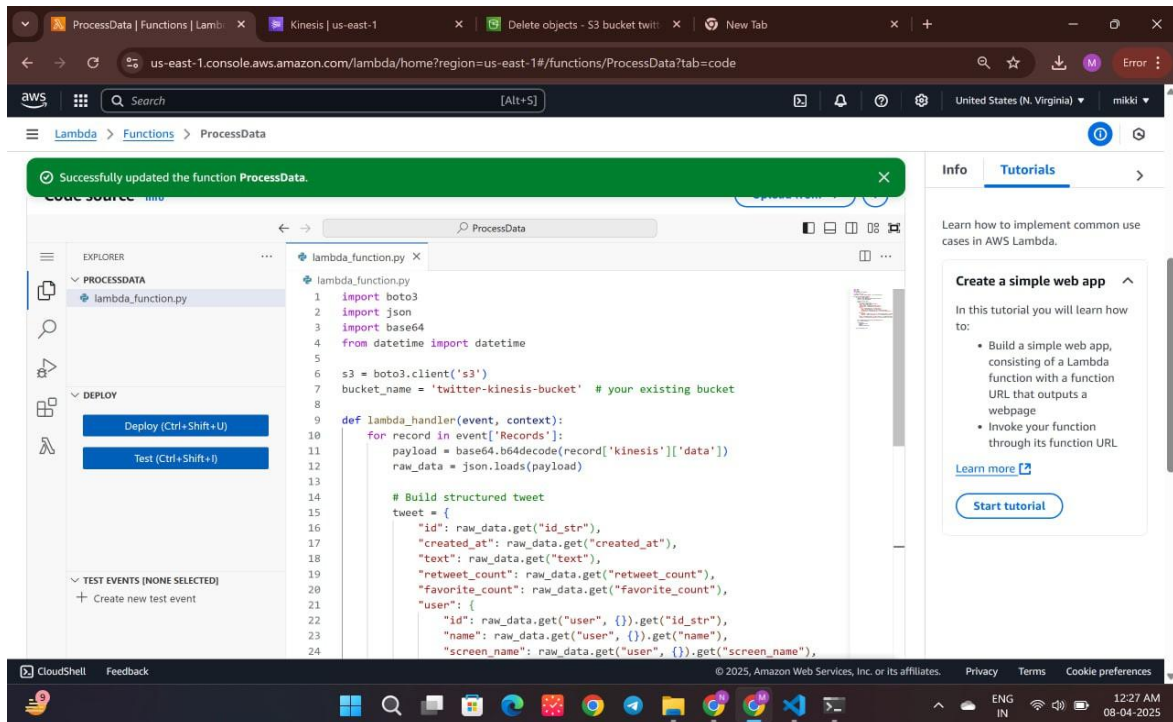 ProcessData | Functions | Lamb
Kinesis | us-east-1
Delete objects - S3 bucket twitt
New Tab
us-east-1.console.aws.amazon.com/lambda/home?region=us-east-1#/functions/ProcessData?tab=code
M
Error
aws
Search
[Alt+S]
United States (N. Virginia)
mikki
Lambda > Functions > ProcessData
Successfully updated the function ProcessData.
Code source Info
Upload from
Info
Tutorials
ProcessData
EXPLORER
PROCESSDATA
lambda_function.py
DEPLOY
Deploy (Ctrl+Shift+U)
Test (Ctrl+Shift+I)
TEST EVENTS [NONE SELECTED]
+ Create new test event
lambda_function.py
lambda_function.py
1 import boto3
2 import json
3 import base64
4 from datetime import datetime
5
6 s3 = boto3.client('s3')
7 bucket_name = 'twitter-kinesis-bucket'  # your existing bucket
8
9 def lambda_handler(event, context):
10     for record in event['Records']:
11         payload = base64.b64decode(record['kinesis']['data'])
12         raw_data = json.loads(payload)
13
14         # Build structured tweet
15         tweet = {
16             "id": raw_data.get("id_str"),
17             "created_at": raw_data.get("created_at"),
18             "text": raw_data.get("text"),
19             "retweet_count": raw_data.get("retweet_count"),
20             "favorite_count": raw_data.get("favorite_count"),
21             "user": {
22                 "id": raw_data.get("user", {}).get("id_str"),
23                 "name": raw_data.get("user", {}).get("name"),
24                 "screen_name": raw_data.get("user", {}).get("screen_name"),
Learn how to implement common use
cases in AWS Lambda.
Create a simple web app
In this tutorial you will learn how
to:
• Build a simple web app,
consisting of a Lambda
function with a function
URL that outputs a
webpage
• Invoke your function
through its function URL
Learn more
Start tutorial
CloudShell
Feedback
© 2025, Amazon Web Services, Inc. or its affiliates.
Privacy
Terms
Cookie preferences
9
ENG
IN
12:27 AM
08-04-2025